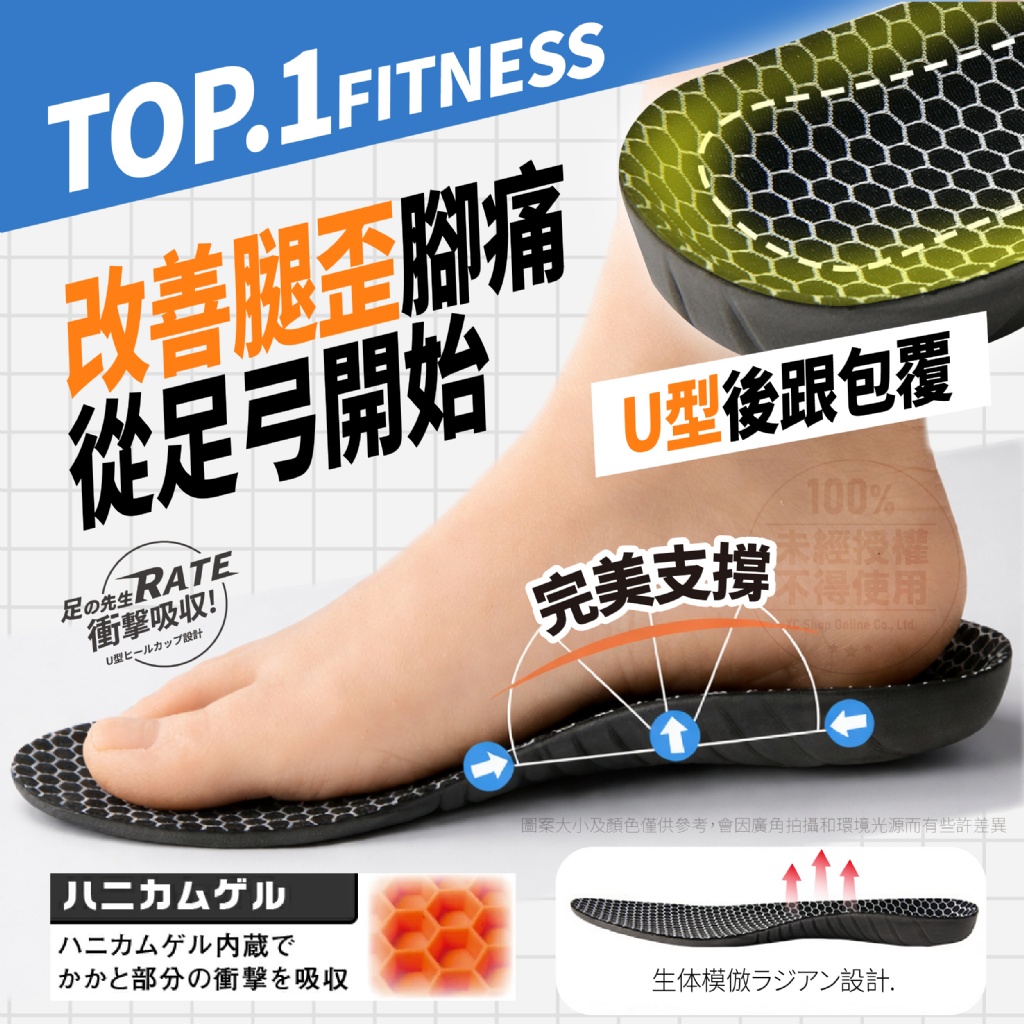 TOP.1FITNESS
改善腿歪腳痛
從足弓開始
U型後跟包覆
足の先生RATE
衝撃吸収!
U型ヒールカップ設計
完美支撐
100%
未經授權
不得使用
KC Shop Online Co., Ltd.
圖案大小及顏色僅供參考，會因廣角拍攝和環境光源而有些許差異
ハニカムゲル
ハニカムゲル内蔵で
かかと部分の衝撃を吸収
生体模倣ラジアン設計.